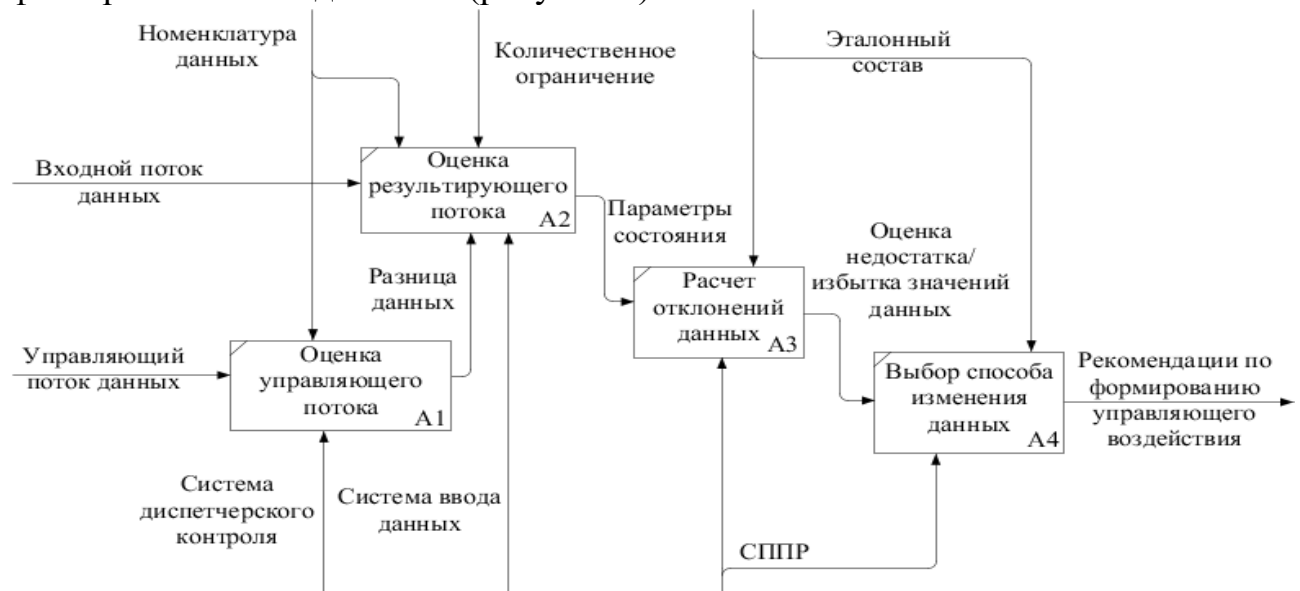 Номенклатура
данных
Количественное
ограничение
Эталонный
состав
Входной поток
данных
Оценка
результирующего
потока
A2
Параметры
состояния
Оценка
недостатка/
избытка значений
данных
Разница
данных
Расчет
отклонений
данных
A3
Управляющий
поток данных
Оценка
управляющего
потока
A1
Выбор способа
изменения
данных
A4
Рекомендации по
формированию
управляющего
воздействия
Система
диспетчерского
контроля
Система ввода
данных
СППР